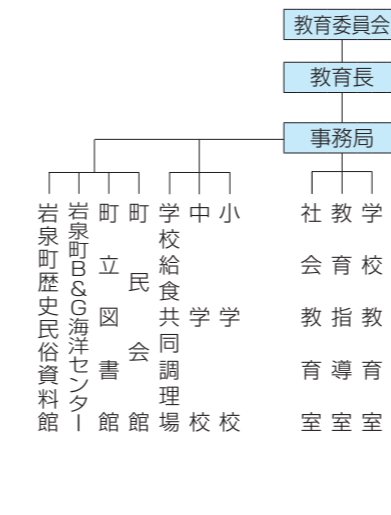 教育委員会
教育長
事務局
学校教育室
教育指導室
社会教育室
小学校
中学校
学校給食共同調理場
町民会館
町立図書館
岩泉町B&G海洋センター
岩泉町歴史民俗資料館